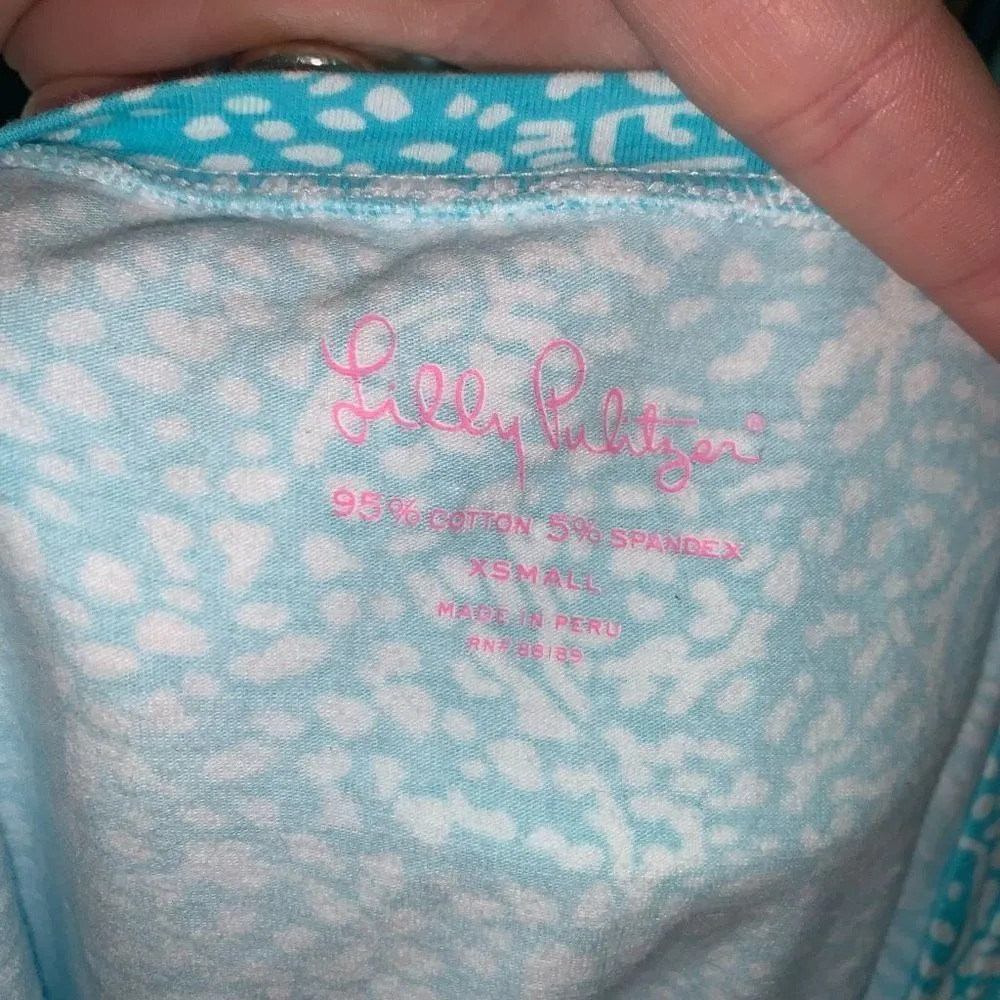 Lilly Pulitzer®
95% COTTON 5% SPANDEX
XSMALL
MADE IN PERU
RN# 88189